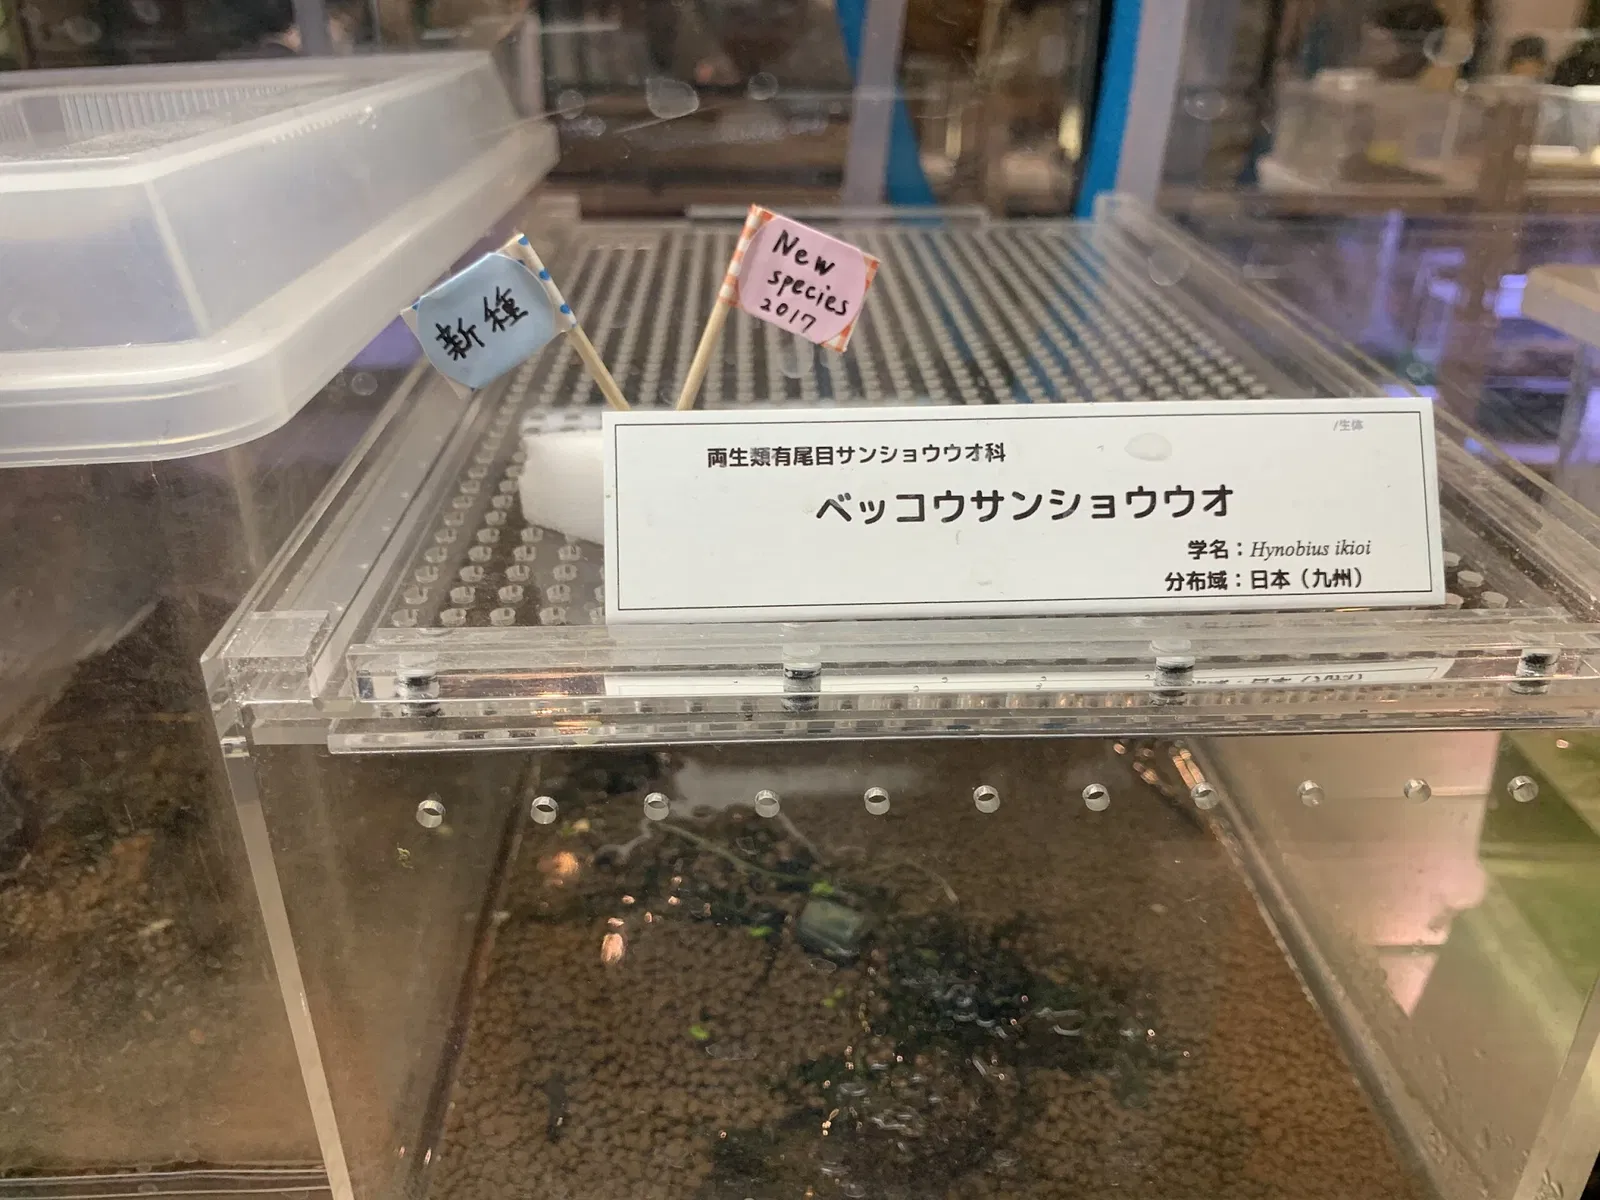 新種
New
species
2017
/生体
両生類有尾目サンショウウオ科
ベッコウサンショウウオ
学名：Hynobius ikioi
分布域：日本（九州）